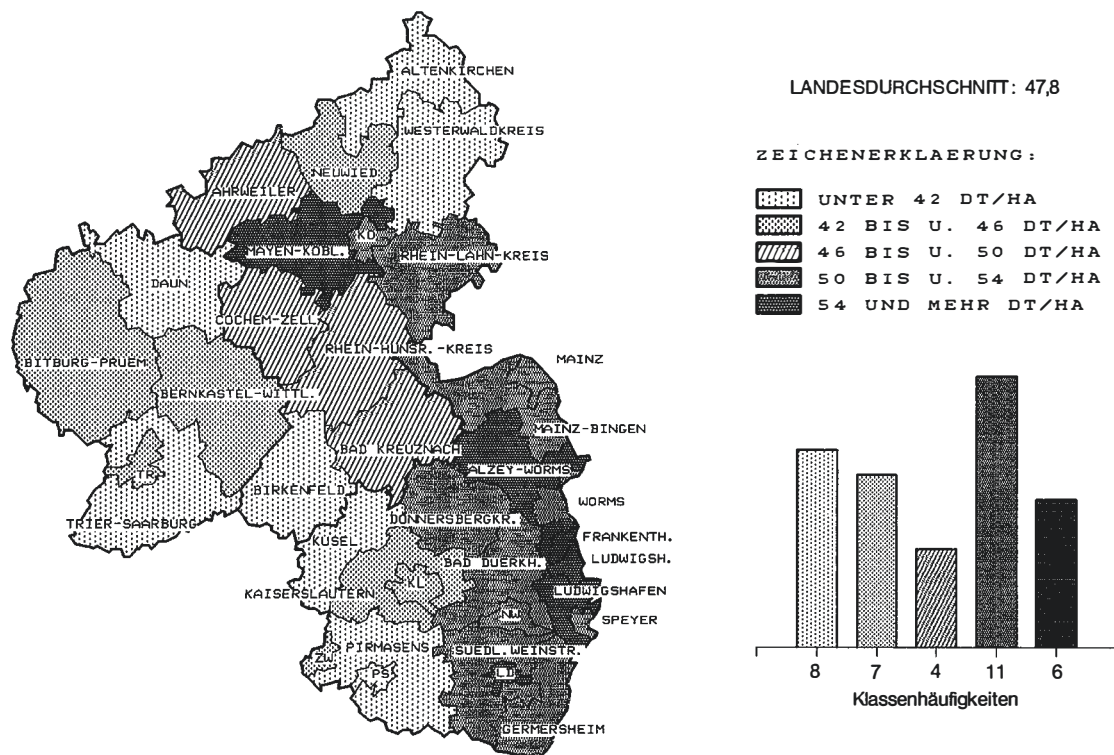 ALTENKIRCHEN
WESTERWALDKREIS
NEUWIED
AHRWEILER
KO
MAYEN-KOBL.
RHEIN-LAHN-KREIS
DAUN
COCHEM-ZELL.
RHEIN-HUNSR.-KREIS
BITBURG-PRUEM
BERNKASTEL-WITTL.
MAINZ
MAINZ-BINGEN
BAD KREUZNACH
ALZEY-WORMS
TR
BIRKENFELD
WORMS
TRIER-SAARBURG
DONNERSBERGKR.
KUSEL
FRANKENTH.
BAD DUERKH.
LUDWIGSH.
KL
KAISERSLAUTERN
LUDWIGSHAFEN
NW
SPEYER
PIRMASENS
SUEDL.WEINSTR.
ZW
PS
LD
GERMERSHEIM
LANDESDURCHSCHNITT: 47,8
ZEICHENERKLAERUNG:
UNTER 42 DT/HA
42 BIS U. 46 DT/HA
46 BIS U. 50 DT/HA
50 BIS U. 54 DT/HA
54 UND MEHR DT/HA
8 7 4 11 6
Klassenhäufigkeiten